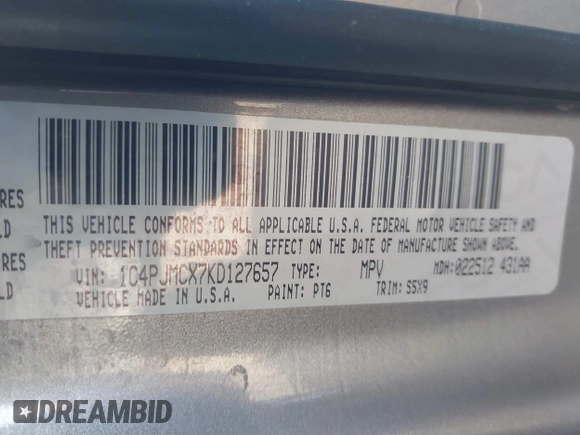 THIS VEHICLE CONFORMS TO ALL APPLICABLE U.S.A. FEDERAL MOTOR VEHICLE SAFETY AND
THEFT PREVENTION STANDARDS IN EFFECT ON THE DATE OF MANUFACTURE SHOWN ABOVE.
VIN: 1C4PJMCX7KD127657 TYPE: MPV MDH: 022512 431AA
VEHICLE MADE IN U.S.A. PAINT: PT6 TRIM: S5X9
RES
LD
RES
LD
DREAMBID